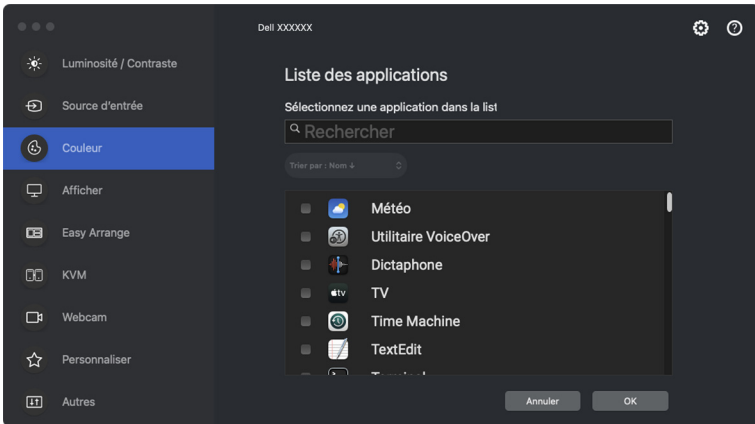 Dell XXXXXX
Luminosité / Contraste
Source d'entrée
Couleur
Afficher
Easy Arrange
KVM
Webcam
Personnaliser
Autres
Liste des applications
Sélectionnez une application dans la list
Rechercher
Trier par : Nom ↓
Météo
Utilitaire VoiceOver
Dictaphone
tv TV
Time Machine
TextEdit
Annuler
OK